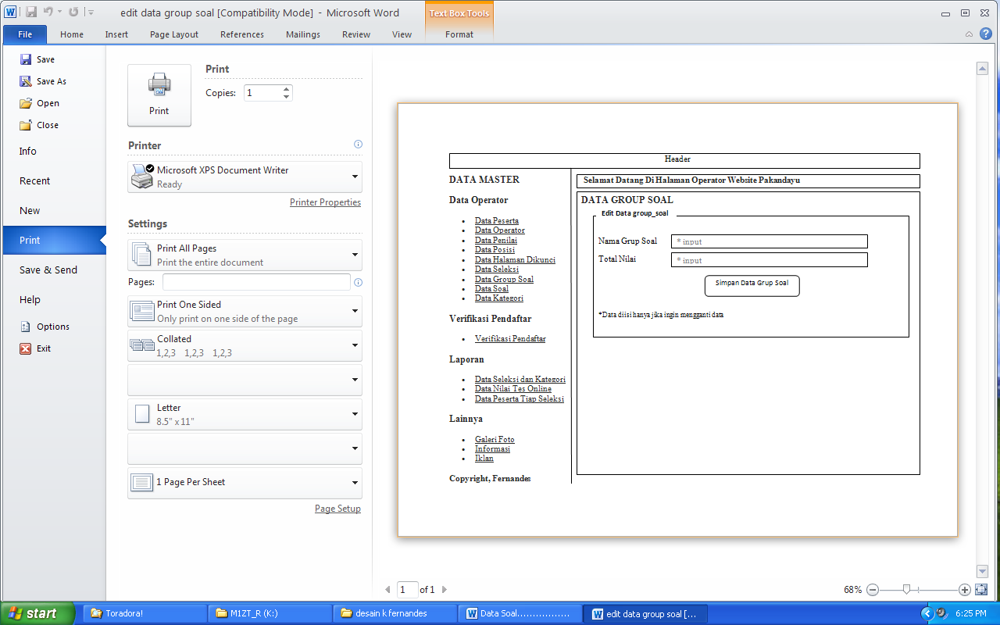 edit data group soal [Compatibility Mode] - Microsoft Word
Text Box Tools
File Home Insert Page Layout References Mailings Review View Format
Save
Save As
Open
Close
Info
Recent
New
Print
Save & Send
Help
Options
Exit
Print
Print
Copies: 1
Printer
Microsoft XPS Document Writer
Ready
Printer Properties
Settings
Print All Pages
Print the entire document
Pages:
Print One Sided
Only print on one side of the page
Collated
1,2,3 1,2,3 1,2,3
Letter
8.5" x 11"
1 Page Per Sheet
Page Setup
Header
DATA MASTER
Data Operator
Data Peserta
Data Operator
Data Penilai
Data Posisi
Data Halaman Dikunci
Data Seleksi
Data Group Soal
Data Soal
Data Kategori
Verifikasi Pendaftar
Verifikasi Pendaftar
Laporan
Data Seleksi dan Kategori
Data Nilai Tes Online
Data Peserta Tiap Seleksi
Lainnya
Galeri Foto
Informasi
Iklan
Copyright, Fernandes
Selamat Datang Di Halaman Operator Website Pakandayu
DATA GROUP SOAL
Edit Data group_soal
Nama Grup Soal * input
Total Nilai * input
Simpan Data Grup Soal
*Data diisi hanya jika ingin mengganti data
1 of 1
68%
start
Toradora!
M1ZT_R (K:)
desain k fernandes
Data Soal.................
edit data group soal [...
6:25 PM